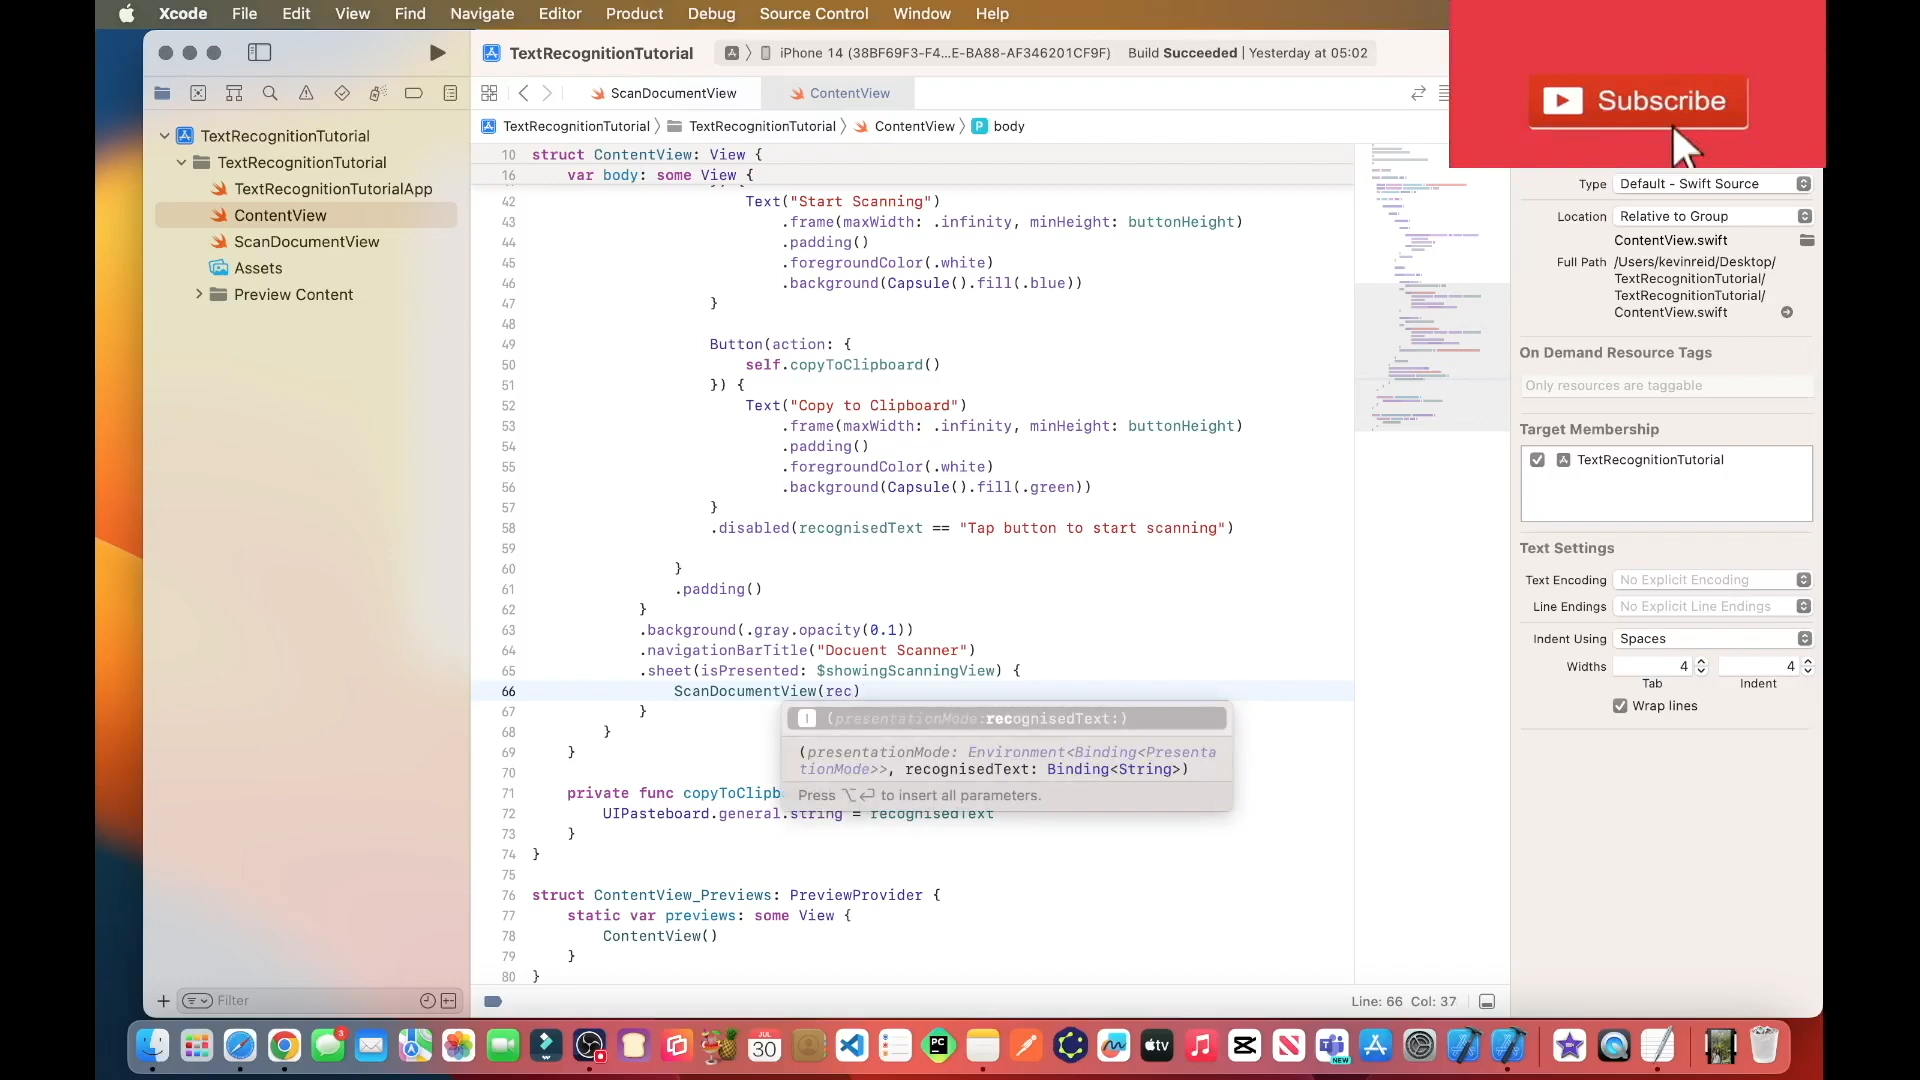 Xcode File Edit View Find Navigate Editor Product Debug Source Control Window Help
TextRecognitionTutorial
iPhone 14 (38BF69F3-F4...E-BA88-AF346201CF9F) Build Succeeded | Yesterday at 05:02
Subscribe
ScanDocumentView
ContentView
TextRecognitionTutorial
TextRecognitionTutorial
TextRecognitionTutorialApp
ContentView
ScanDocumentView
Assets
Preview Content
Filter
TextRecognitionTutorial TextRecognitionTutorial ContentView P body
10 struct ContentView: View {
16 var body: some View {
42 Text("Start Scanning")
43 .frame(maxWidth: .infinity, minHeight: buttonHeight)
44 .padding()
45 .foregroundColor(.white)
46 .background(Capsule().fill(.blue))
47 }
48
49 Button(action: {
50 self.copyToClipboard()
51 }) {
52 Text("Copy to Clipboard")
53 .frame(maxWidth: .infinity, minHeight: buttonHeight)
54 .padding()
55 .foregroundColor(.white)
56 .background(Capsule().fill(.green))
57 }
58 .disabled(recognisedText == "Tap button to start scanning")
59
60 }
61 .padding()
62 }
63 .background(.gray.opacity(0.1))
64 .navigationBarTitle("Docuent Scanner")
65 .sheet(isPresented: $showingScanningView) {
66 ScanDocumentView(rec)
67 }
68 }
69 }
70
71 private func copyToClipb
72 UIPasteboard.general.string = recognisedText
73 }
74 }
75
76 struct ContentView_Previews: PreviewProvider {
77 static var previews: some View {
78 ContentView()
79 }
80 }
I (presentationMode:recognisedText:)
(presentationMode: Environment<Binding<Presenta
tionMode>>, recognisedText: Binding<String>)
Press ⌥↩ to insert all parameters.
Line: 66 Col: 37
Type Default - Swift Source
Location Relative to Group
ContentView.swift
Full Path /Users/kevinreid/Desktop/
TextRecognitionTutorial/
TextRecognitionTutorial/
ContentView.swift
On Demand Resource Tags
Only resources are taggable
Target Membership
TextRecognitionTutorial
Text Settings
Text Encoding No Explicit Encoding
Line Endings No Explicit Line Endings
Indent Using Spaces
Widths 4 4
Tab Indent
Wrap lines
3
JUL
30
PC
tv
NEW